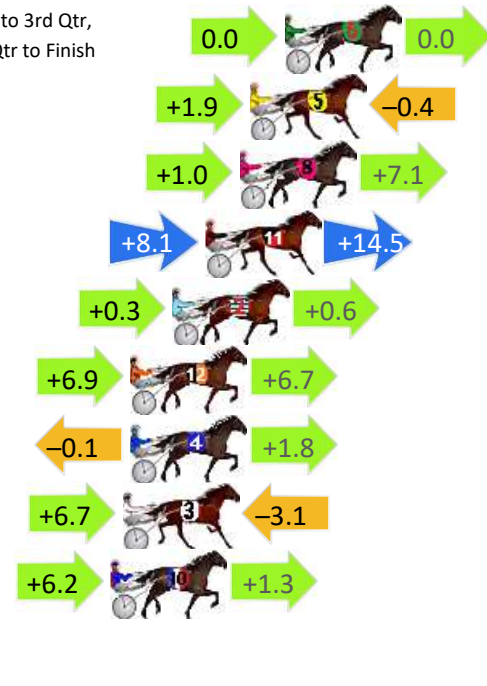 to 3rd Qtr,
0.0 6 0.0
Qtr to Finish
+1.9 5 –0.4
+1.0 8 +7.1
+8.1 11 +14.5
+0.3 2 +0.6
+6.9 12 +6.7
–0.1 4 +1.8
+6.7 3 –3.1
+6.2 10 +1.3